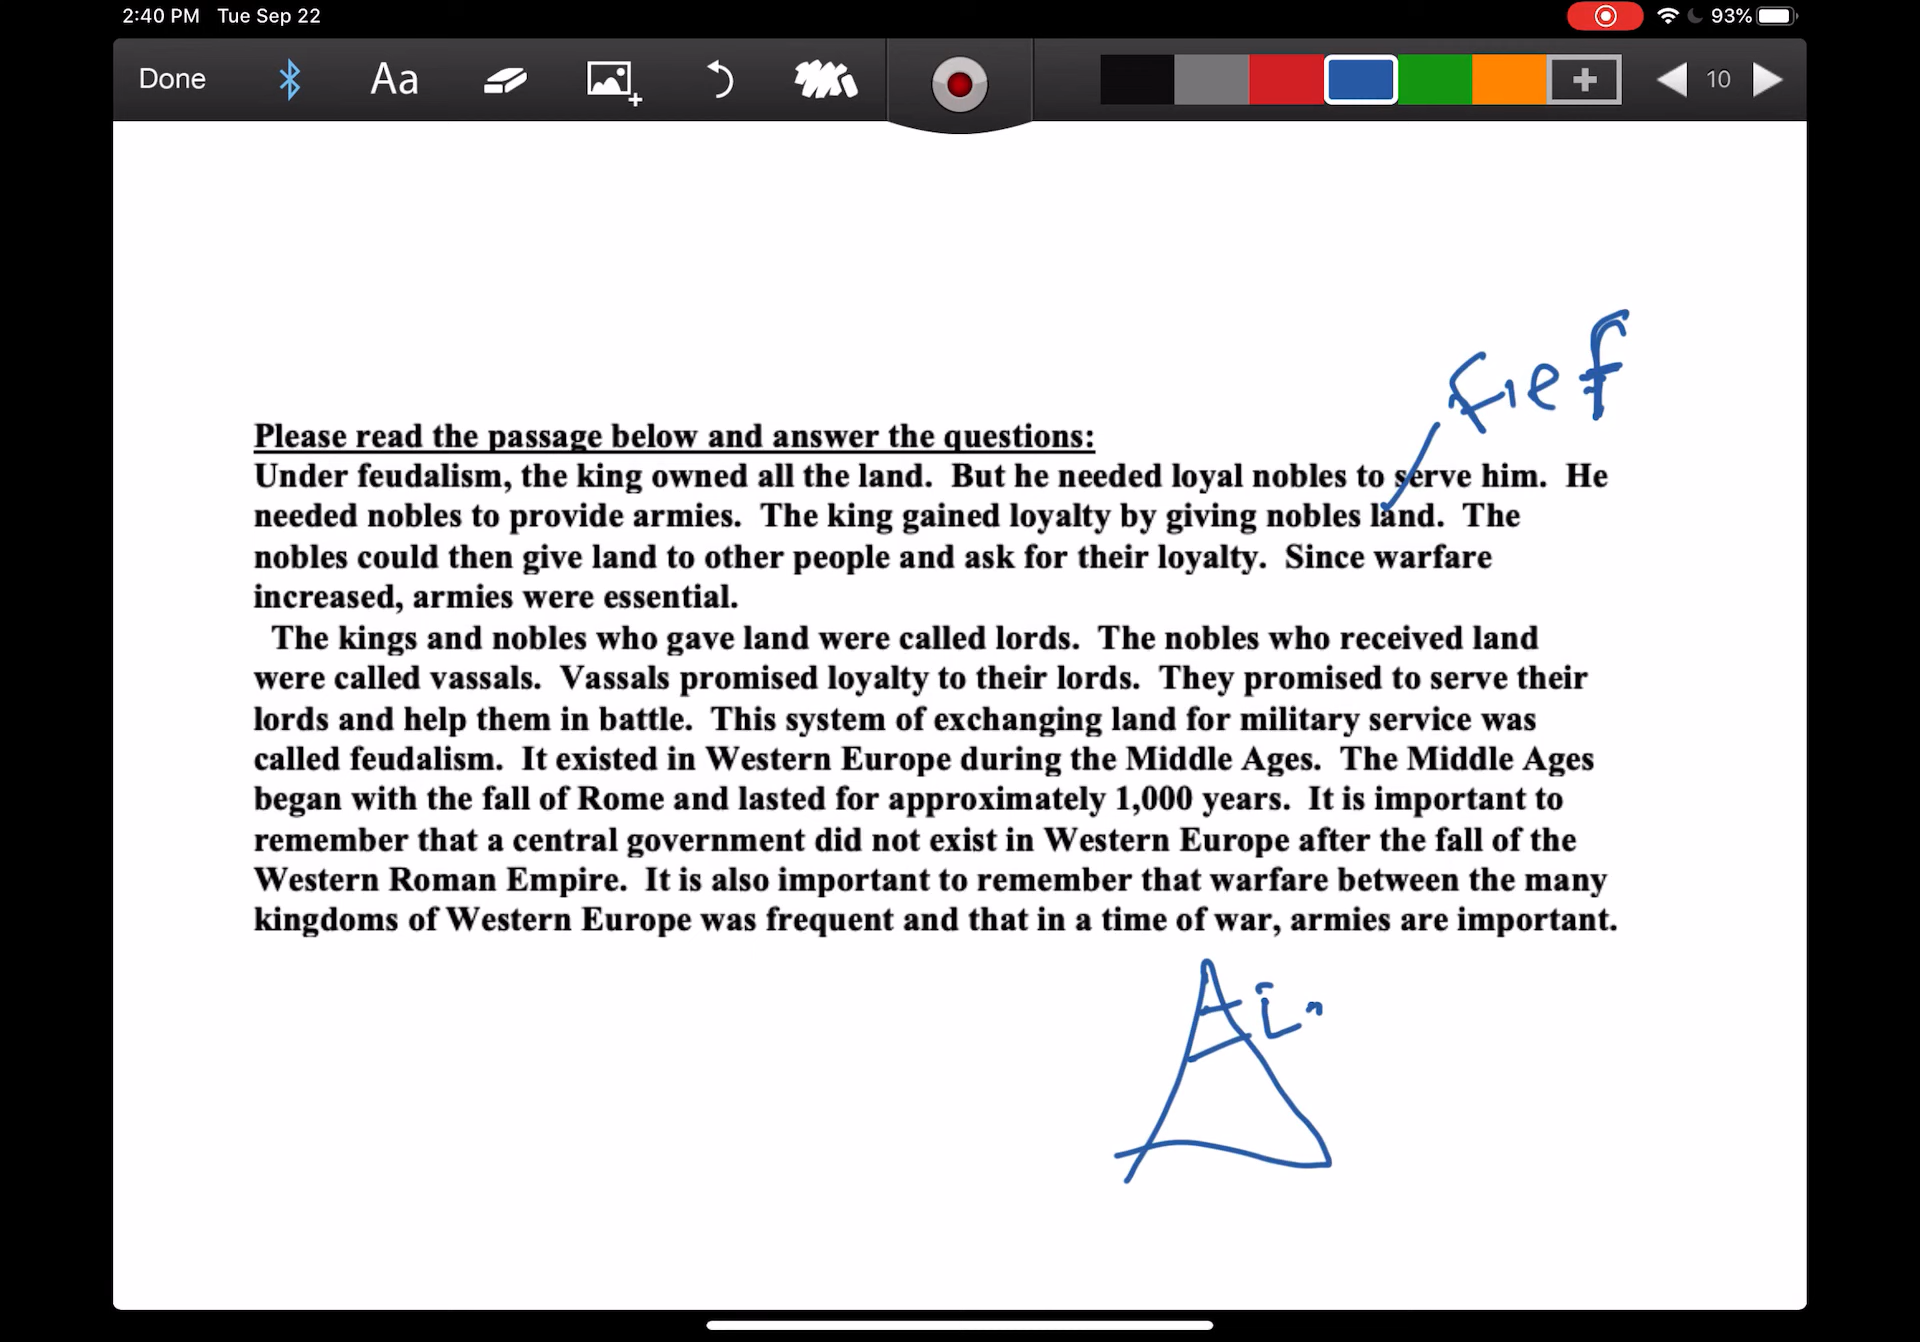 2:40 PM Tue Sep 22
93%
Done
Aa
10
Fief
Please read the passage below and answer the questions:
Under feudalism, the king owned all the land. But he needed loyal nobles to serve him. He
needed nobles to provide armies. The king gained loyalty by giving nobles land. The
nobles could then give land to other people and ask for their loyalty. Since warfare
increased, armies were essential.
The kings and nobles who gave land were called lords. The nobles who received land
were called vassals. Vassals promised loyalty to their lords. They promised to serve their
lords and help them in battle. This system of exchanging land for military service was
called feudalism. It existed in Western Europe during the Middle Ages. The Middle Ages
began with the fall of Rome and lasted for approximately 1,000 years. It is important to
remember that a central government did not exist in Western Europe after the fall of the
Western Roman Empire. It is also important to remember that warfare between the many
kingdoms of Western Europe was frequent and that in a time of war, armies are important.